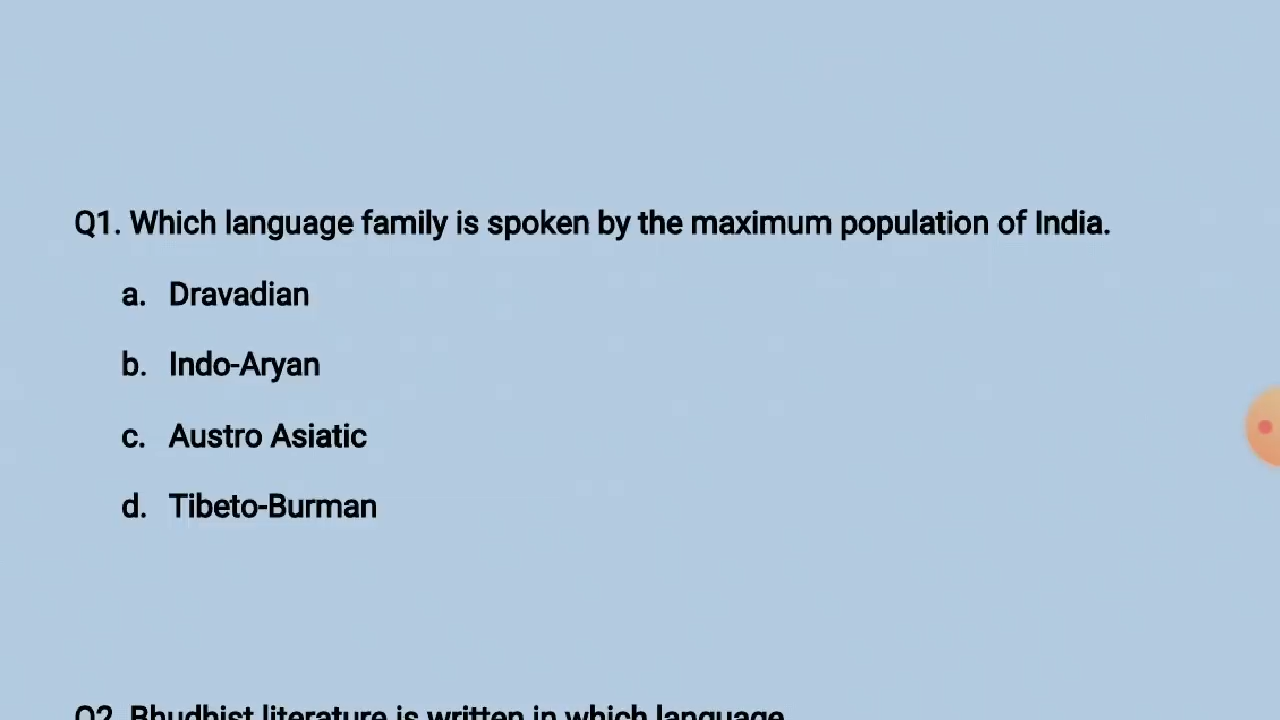 Q1. Which language family is spoken by the maximum population of India.
a. Dravadian
b. Indo-Aryan
c. Austro Asiatic
d. Tibeto-Burman
Q2. Bhudhist literature is written in which language